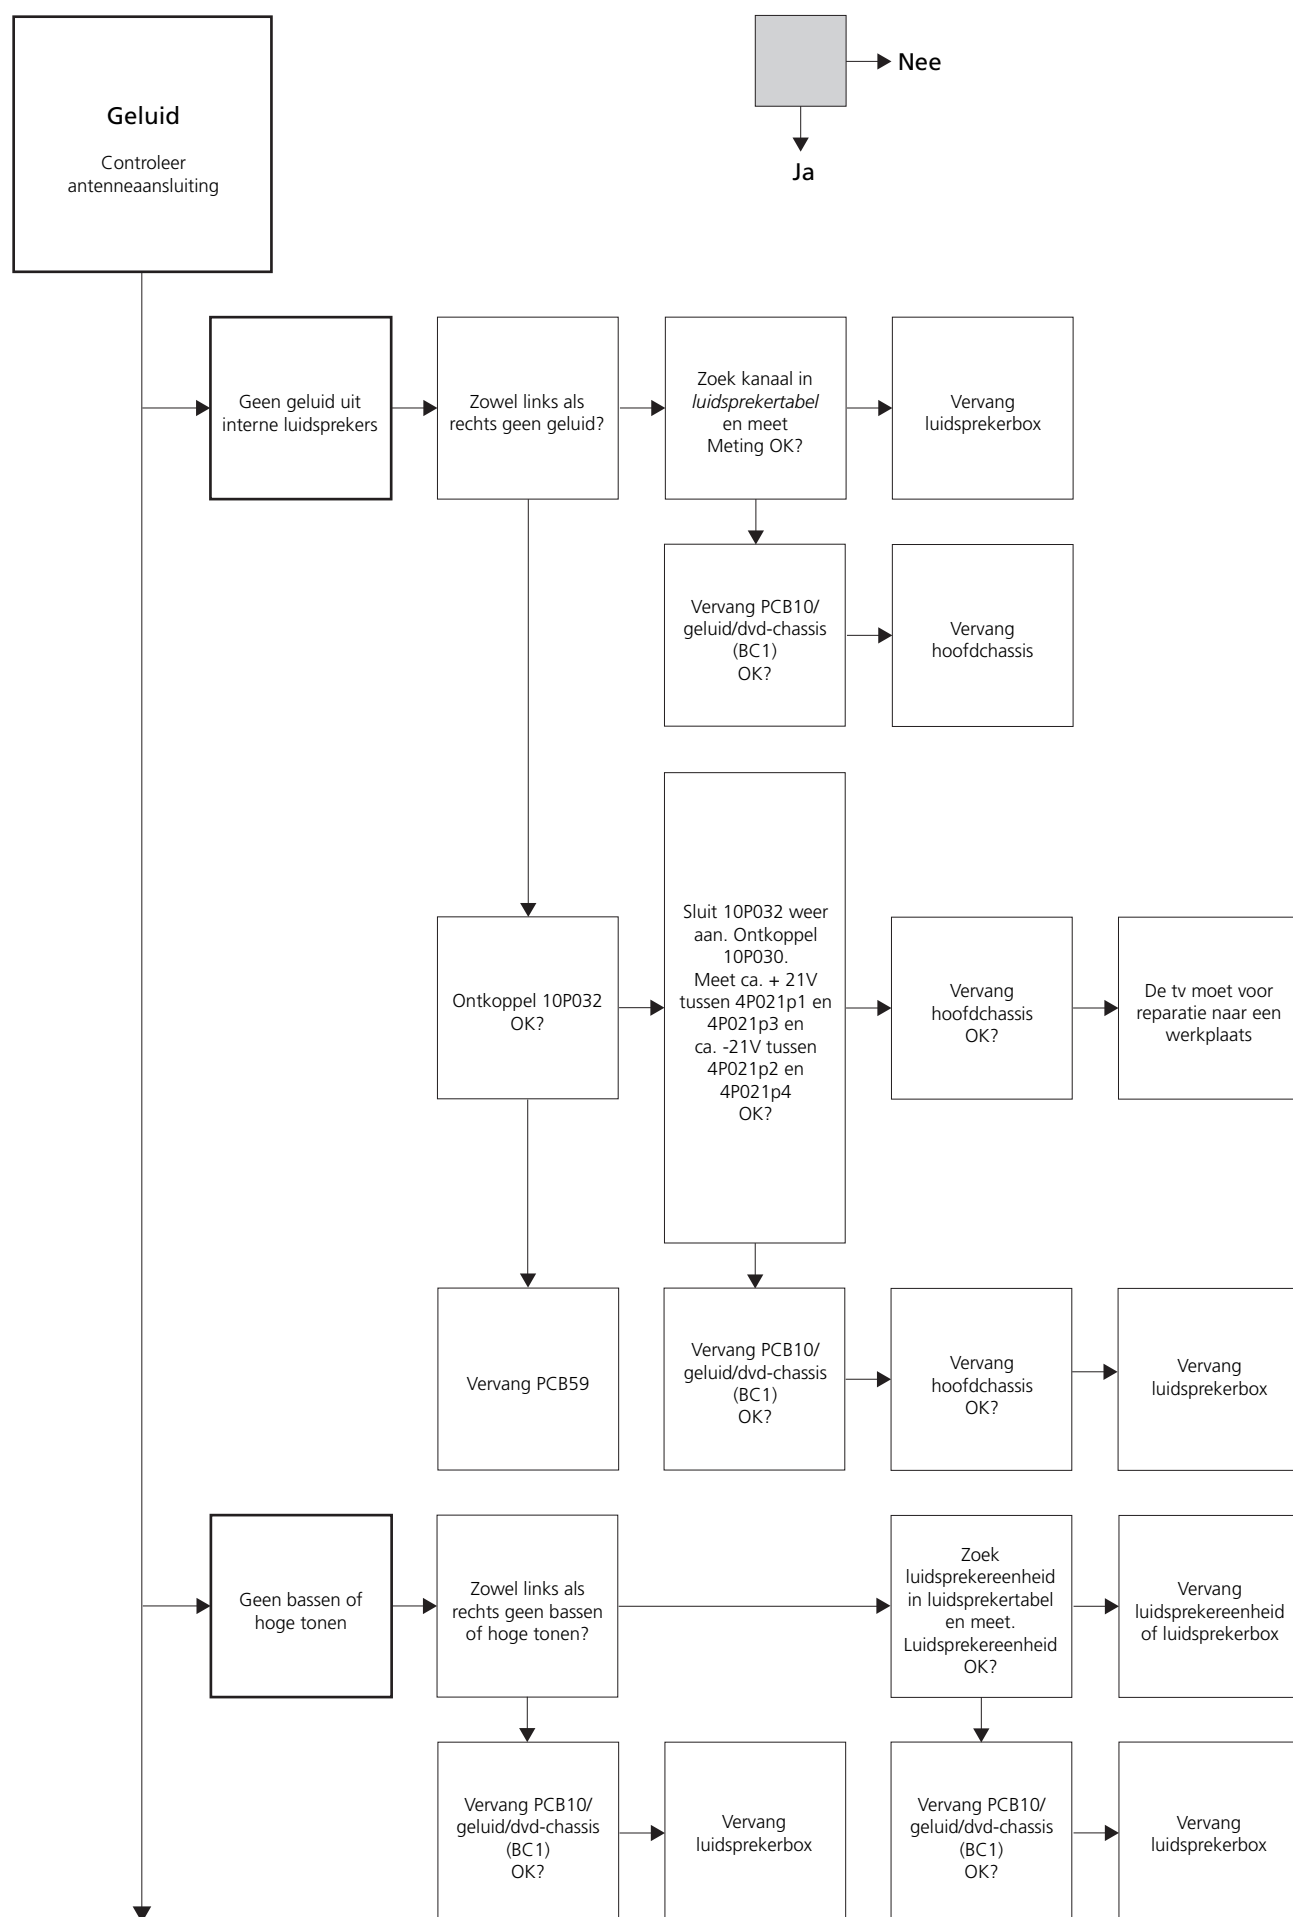 Geluid
Controleer
antenneaansluiting
Nee
Ja
Geen geluid uit
interne luidsprekers
Zowel links als
rechts geen geluid?
Zoek kanaal in
luidsprekertabel
en meet
Meting OK?
Vervang
luidsprekerbox
Vervang PCB10/
geluid/dvd-chassis
(BC1)
OK?
Vervang
hoofdchassis
Ontkoppel 10P032
OK?
Sluit 10P032 weer
aan. Ontkoppel
10P030.
Meet ca. + 21V
tussen 4P021p1 en
4P021p3 en
ca. -21V tussen
4P021p2 en
4P021p4
OK?
Vervang
hoofdchassis
OK?
De tv moet voor
reparatie naar een
werkplaats
Vervang PCB59
Vervang PCB10/
geluid/dvd-chassis
(BC1)
OK?
Vervang
hoofdchassis
OK?
Vervang
luidsprekerbox
Geen bassen of
hoge tonen
Zowel links als
rechts geen bassen
of hoge tonen?
Zoek
luidsprekereenheid
in luidsprekertabel
en meet.
Luidsprekereenheid
OK?
Vervang
luidsprekereenheid
of luidsprekerbox
Vervang PCB10/
geluid/dvd-chassis
(BC1)
OK?
Vervang
luidsprekerbox
Vervang PCB10/
geluid/dvd-chassis
(BC1)
OK?
Vervang
luidsprekerbox